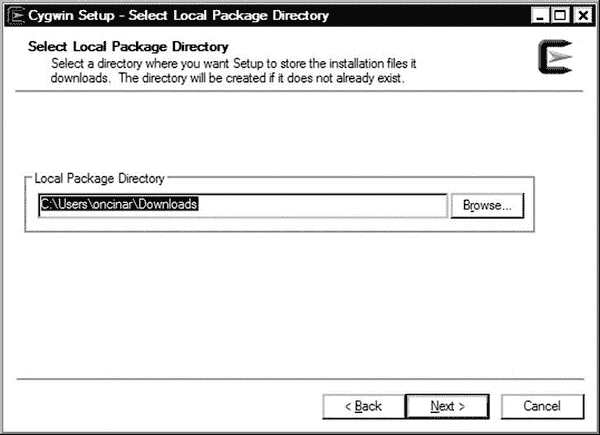 Cygwin Setup - Select Local Package Directory
Select Local Package Directory
Select a directory where you want Setup to store the installation files it
downloads. The directory will be created if it does not already exist.
Local Package Directory
C:\Users\oncinar\Downloads
Browse...
< Back
Next >
Cancel